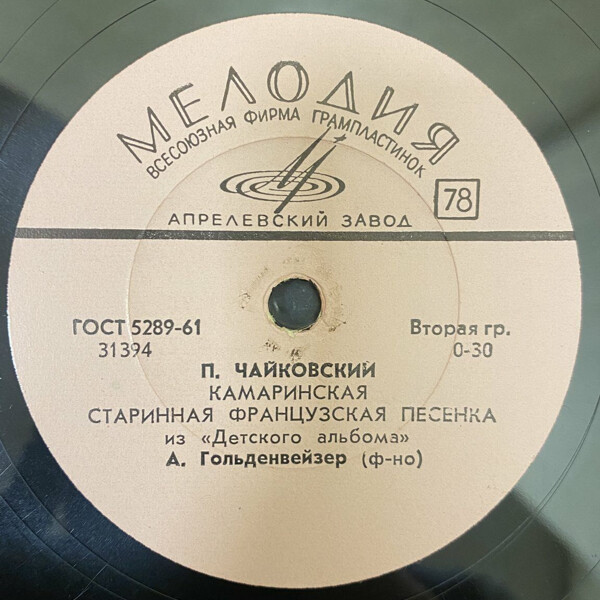 МЕЛОДИЯ
ВСЕСОЮЗНАЯ ФИРМА ГРАМПЛАСТИНОК
78
АПРЕЛЕВСКИЙ ЗАВОД
ГОСТ 5289-61 Вторая гр.
31394 0-30
П. ЧАЙКОВСКИЙ
КАМАРИНСКАЯ
СТАРИННАЯ ФРАНЦУЗСКАЯ ПЕСЕНКА
из «Детского альбома»
А. Гольденвейзер (ф-но)